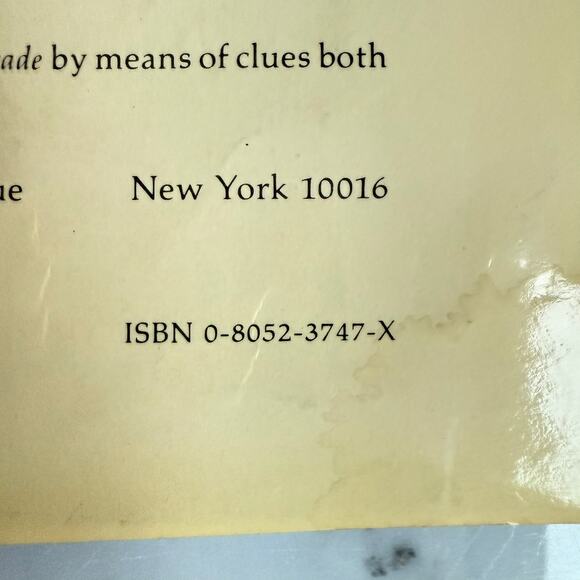 ade by means of clues both
ue New York 10016
ISBN 0-8052-3747-X